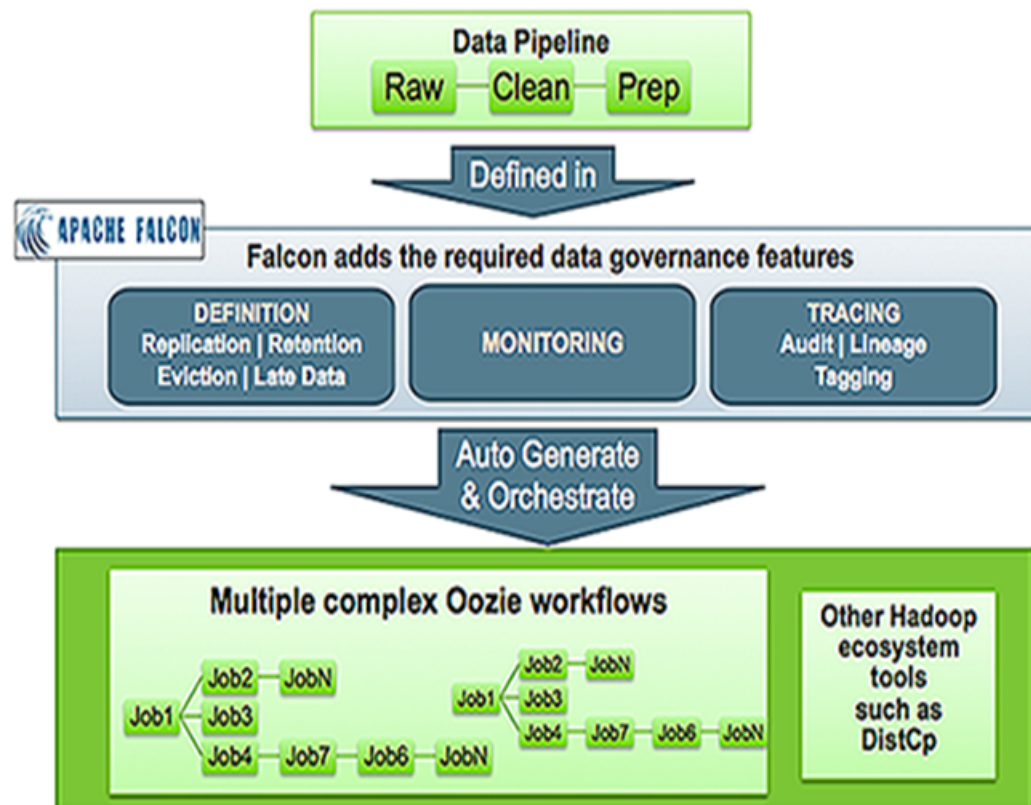 Data Pipeline
Raw Clean Prep
Defined in
APACHE FALCON
Falcon adds the required data governance features
DEFINITION
Replication | Retention
Eviction | Late Data
MONITORING
TRACING
Audit | Lineage
Tagging
Auto Generate
& Orchestrate
Multiple complex Oozie workflows
Job1
Job2 JobN
Job3
Job4 Job7 Job6 JobN
Job1
Job2 JobN
Job3
Job4 Job7 Job6 JobN
Other Hadoop
ecosystem
tools
such as
DistCp